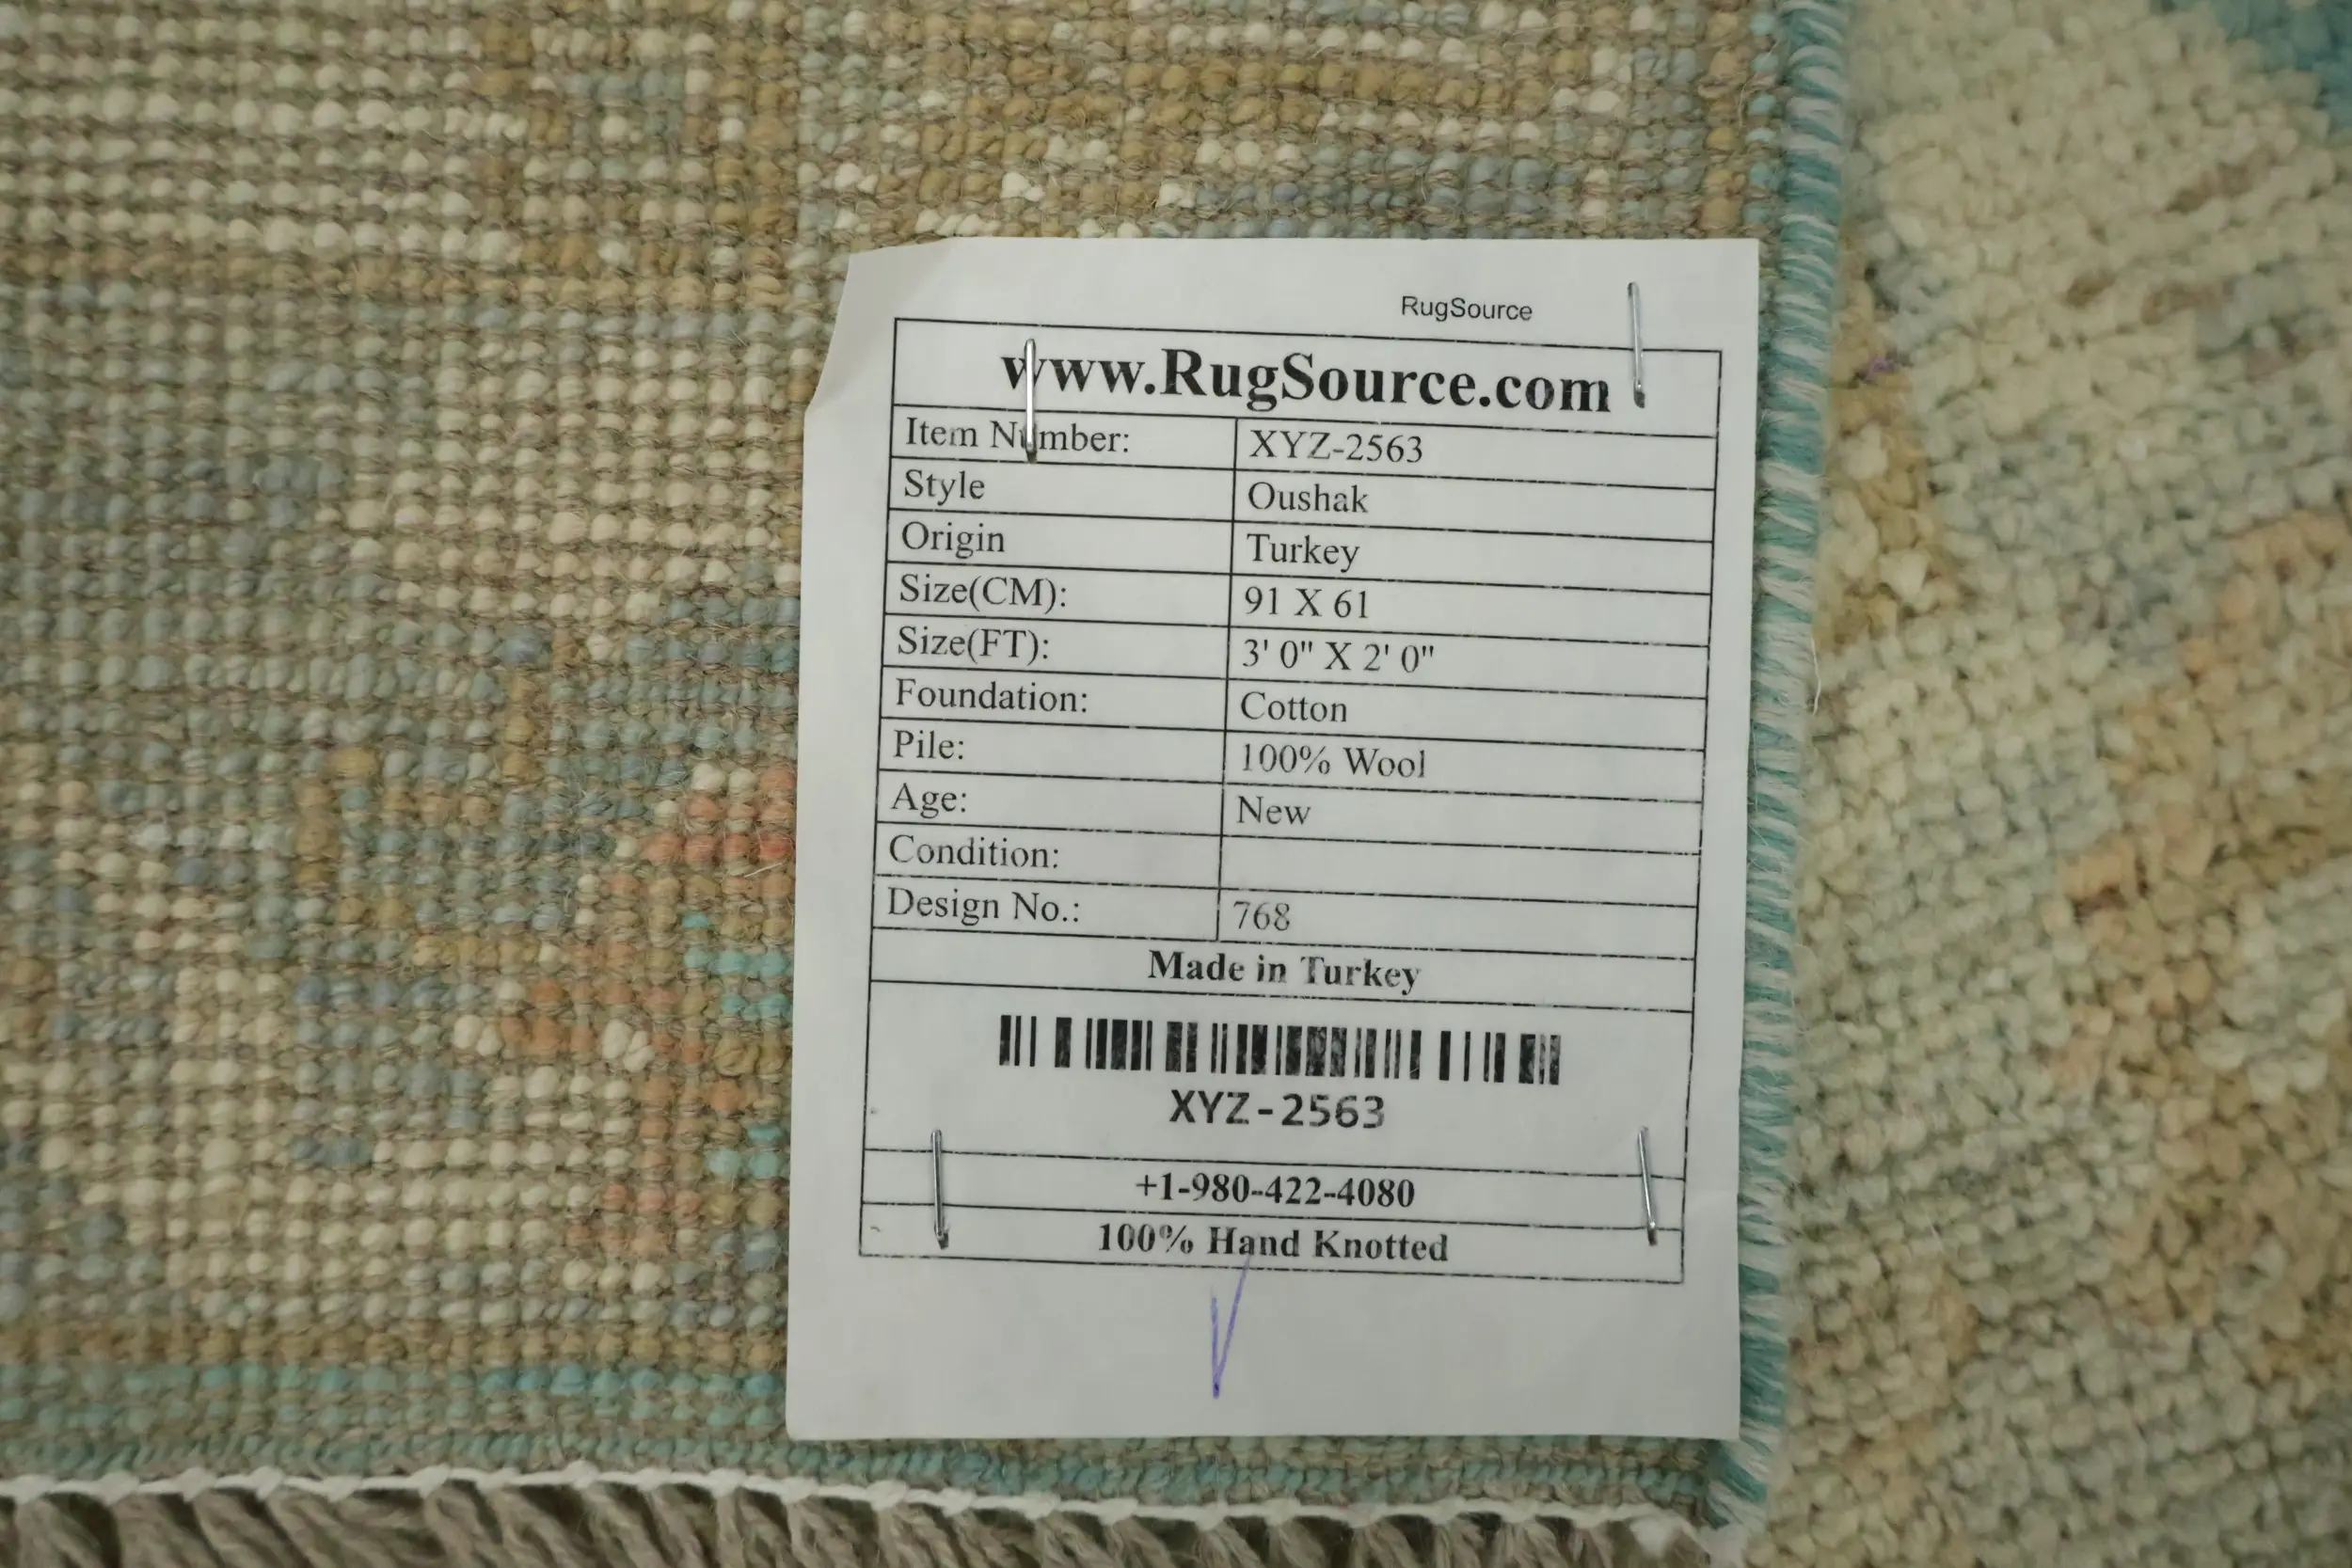 RugSource
www.RugSource.com
Item Number: XYZ-2563
Style Oushak
Origin Turkey
Size(CM): 91 X 61
Size(FT): 3' 0" X 2' 0"
Foundation: Cotton
Pile: 100% Wool
Age: New
Condition:
Design No.: 768
Made in Turkey
XYZ-2563
+1-980-422-4080
100% Hand Knotted